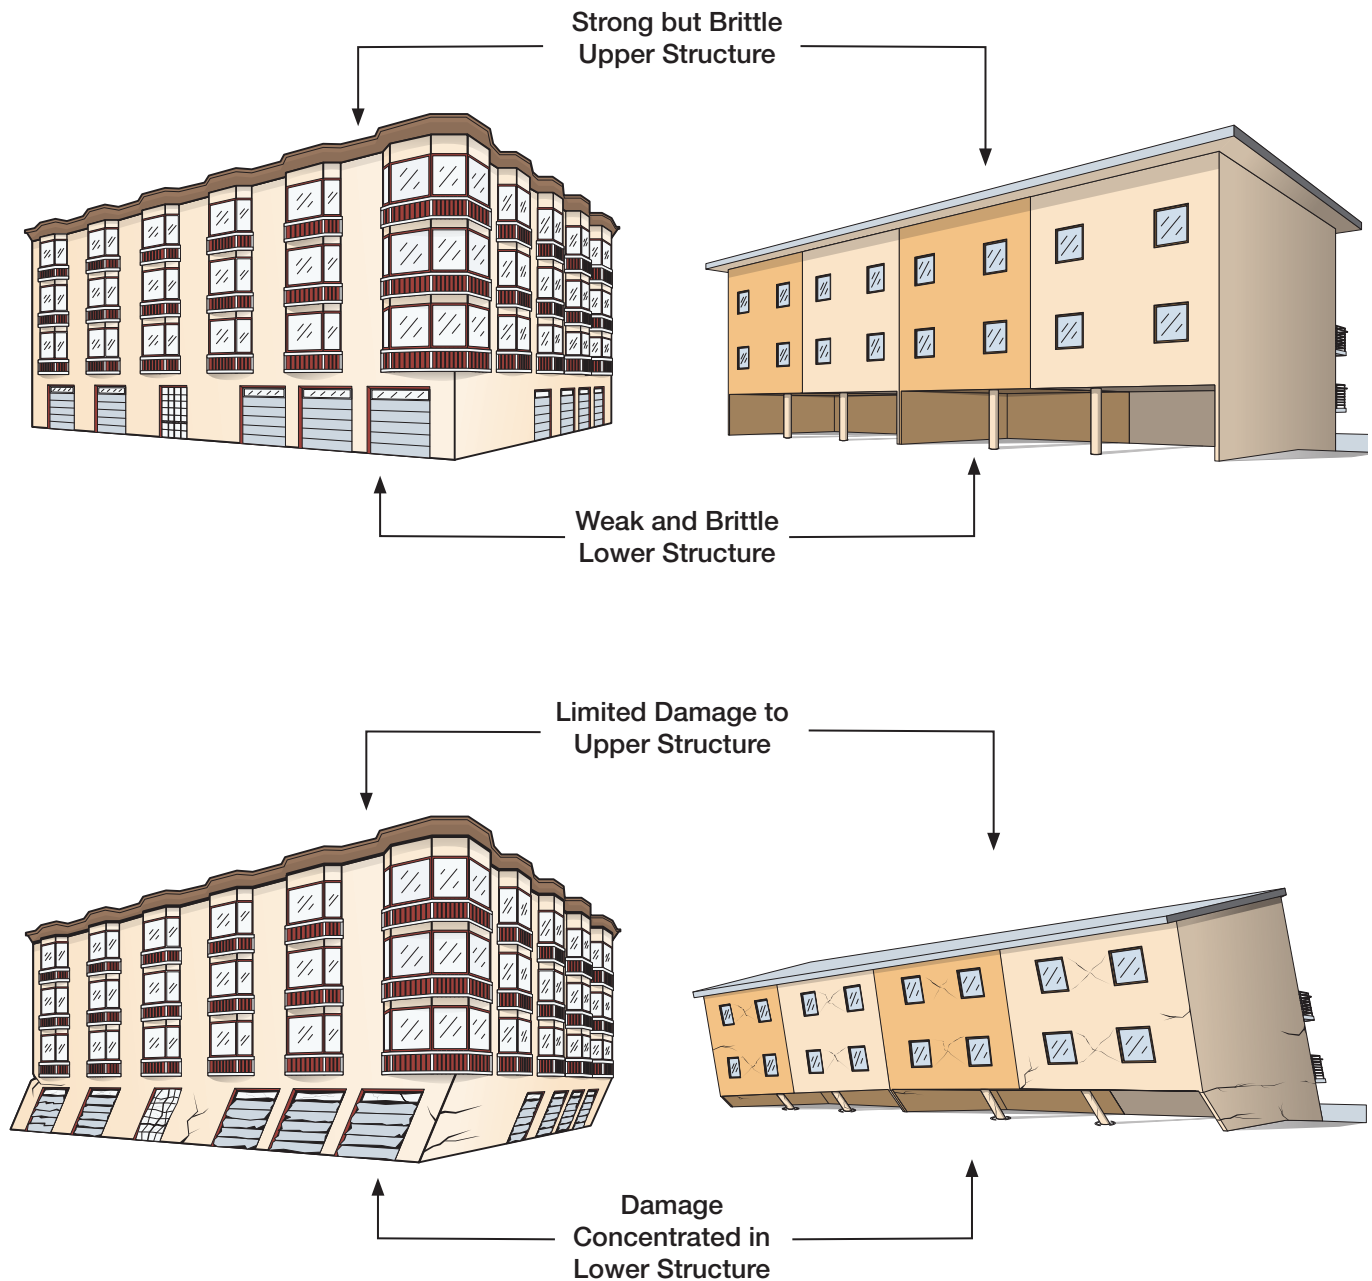 Strong but Brittle
Upper Structure
Weak and Brittle
Lower Structure
Limited Damage to
Upper Structure
Damage
Concentrated in
Lower Structure